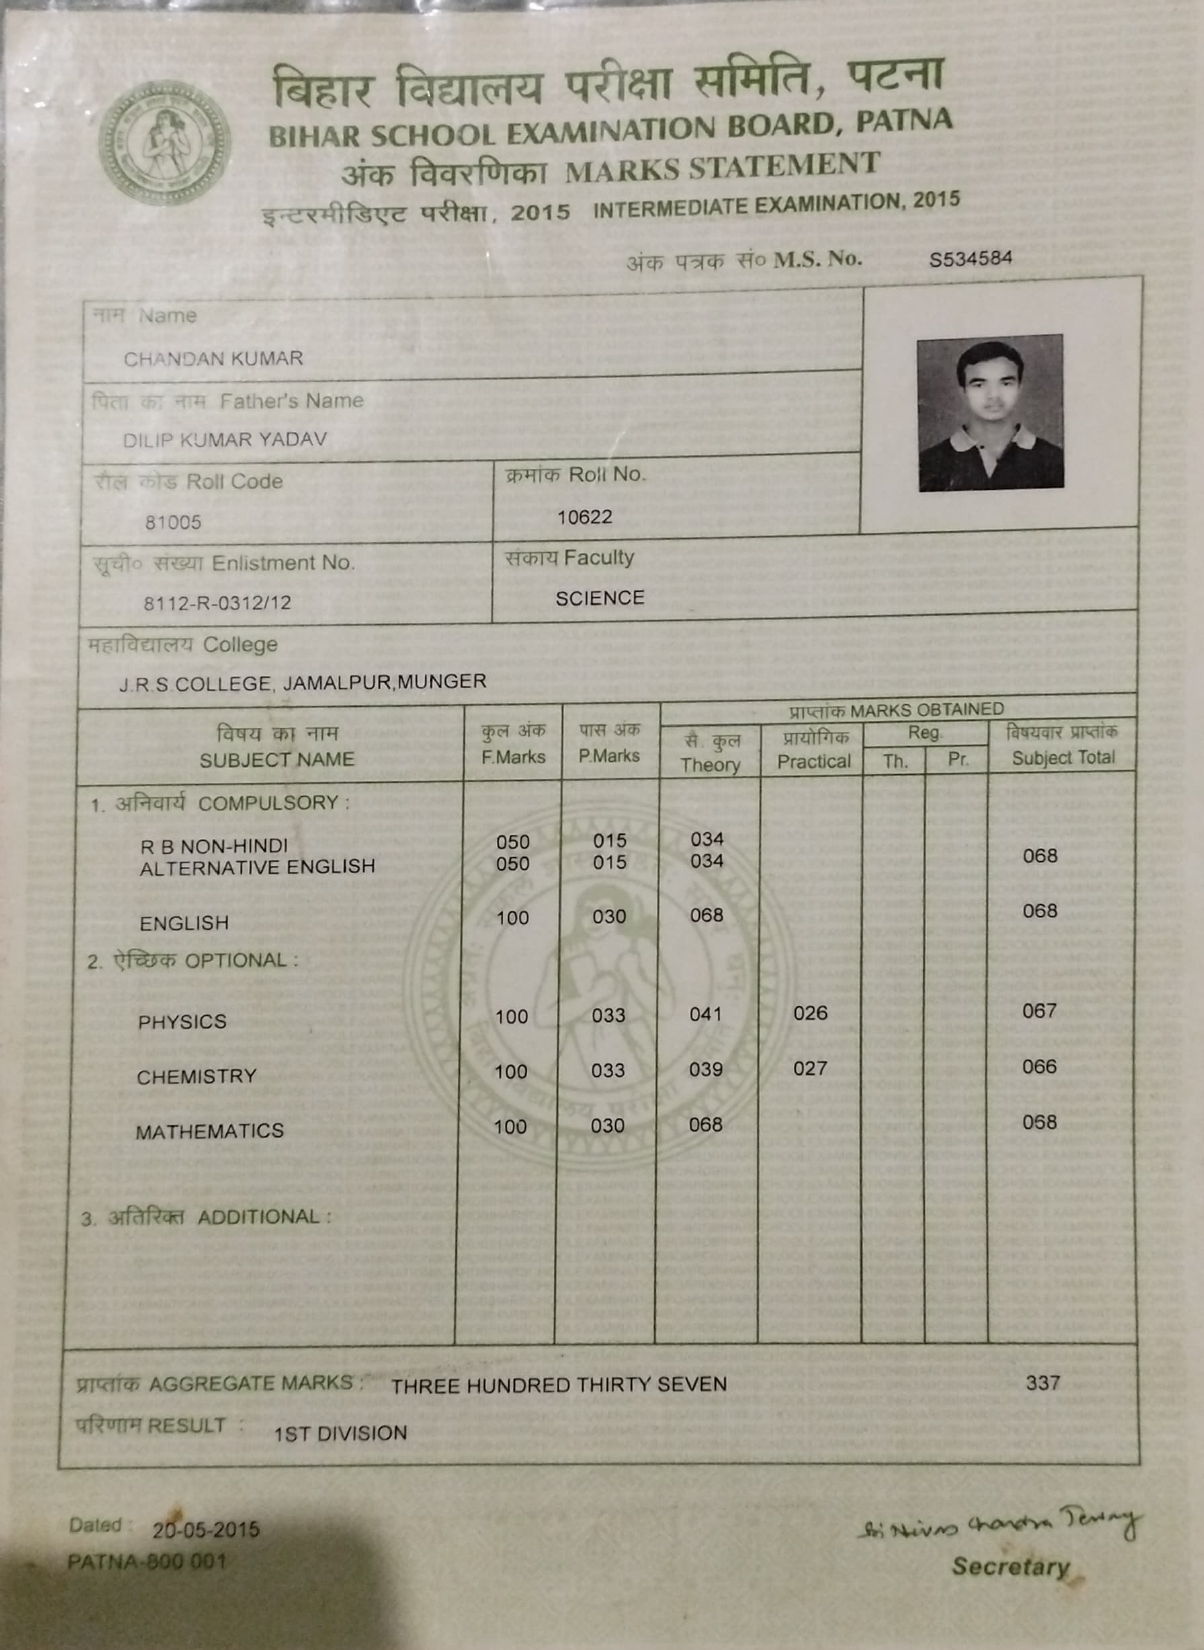 बिहार विद्यालय परीक्षा समिति, पटना
BIHAR SCHOOL EXAMINATION BOARD, PATNA
अंक विवरणिका MARKS STATEMENT
इन्टरमीडिएट परीक्षा, 2015 INTERMEDIATE EXAMINATION, 2015
अंक पत्रक सं० M.S. No. S534584
नाम Name
CHANDAN KUMAR
पिता का नाम Father's Name
DILIP KUMAR YADAV
रौल कोड Roll Code
81005
क्रमांक Roll No.
10622
सूची० संख्या Enlistment No.
8112-R-0312/12
संकाय Faculty
SCIENCE
महाविद्यालय College
J.R.S.COLLEGE, JAMALPUR,MUNGER
विषय का नाम
SUBJECT NAME
कुल अंक
F.Marks
पास अंक
P.Marks
प्राप्तांक MARKS OBTAINED
सै. कुल
Theory
प्रायोगिक
Practical
Reg.
Th. Pr.
विषयवार प्राप्तांक
Subject Total
1. अनिवार्य COMPULSORY :
R B NON-HINDI 050 015 034
ALTERNATIVE ENGLISH 050 015 034 068
ENGLISH 100 030 068 068
2. ऐच्छिक OPTIONAL :
PHYSICS 100 033 041 026 067
CHEMISTRY 100 033 039 027 066
MATHEMATICS 100 030 068 068
3. अतिरिक्त ADDITIONAL :
प्राप्तांक AGGREGATE MARKS : THREE HUNDRED THIRTY SEVEN 337
परिणाम RESULT : 1ST DIVISION
Dated : 20-05-2015
PATNA-800 001
Secretary